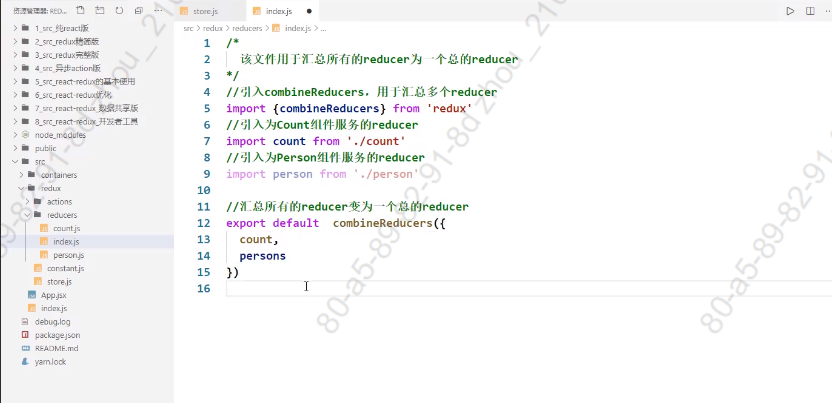 资源管理器: RED...
store.js
index.js
src > redux > reducers > index.js > ...
1_src_纯react版
2_src_redux精简版
3_src_redux完整版
4_src_异步action版
5_src_react-redux的基本使用
6_src_react-redux优化
7_src_react-redux_数据共享版
8_src_react-redux_开发者工具
node_modules
public
src
containers
redux
actions
reducers
count.js
index.js
person.js
constant.js
store.js
App.jsx
index.js
debug.log
package.json
README.md
yarn.lock
1 /*
2 该文件用于汇总所有的reducer为一个总的reducer
3 */
4 //引入combineReducers，用于汇总多个reducer
5 import {combineReducers} from 'redux'
6 //引入为Count组件服务的reducer
7 import count from './count'
8 //引入为Person组件服务的reducer
9 import person from './person'
10
11 //汇总所有的reducer变为一个总的reducer
12 export default combineReducers({
13 count,
14 persons
15 })
16
80-a5-89-82-91-8d zhou_